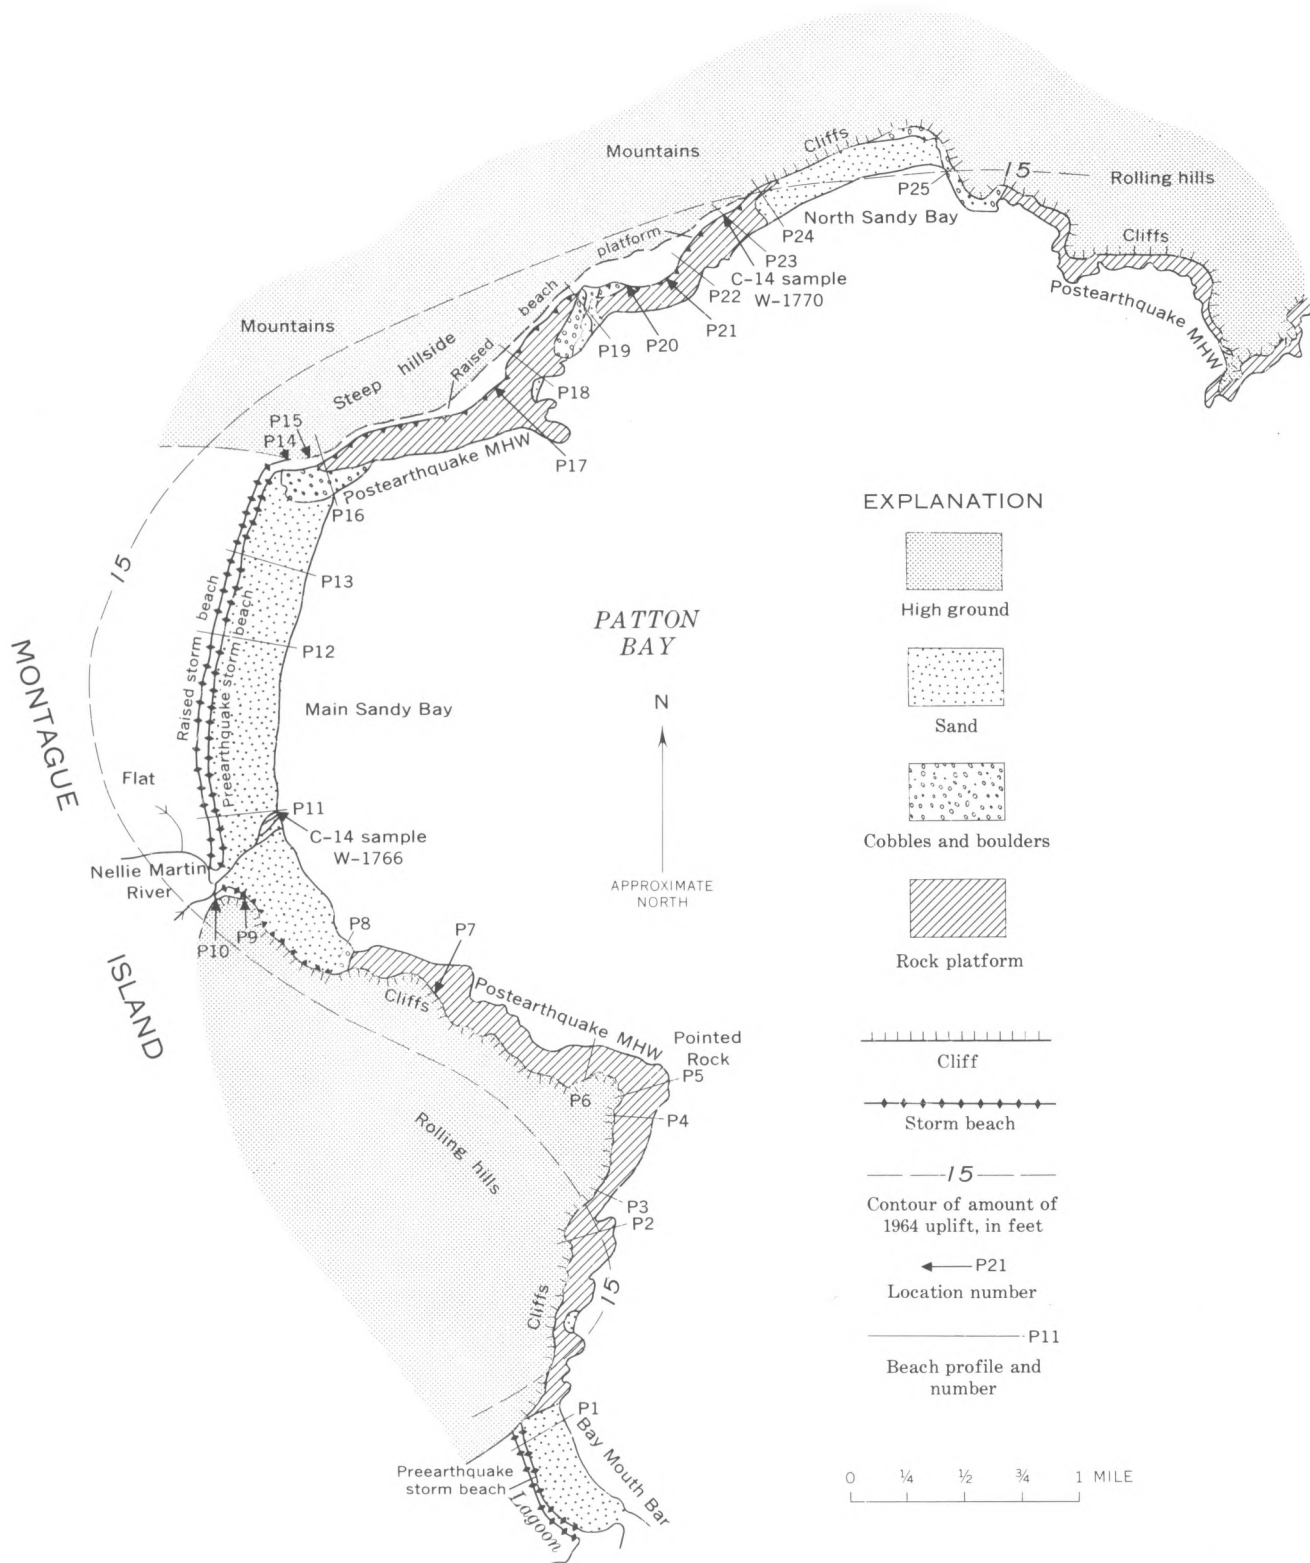 Mountains
Cliffs
15
Rolling hills
P25
North Sandy Bay
Cliffs
P24
platform
P23
C-14 sample
W-1770
P22
Postearthquake MHW
P21
P20
P19
beach
Raised
P18
Mountains
Steep hillside
P15
P14
P17
Postearthquake MHW
P16
15
P13
Raised storm beach
Preearthquake storm beach
P12
PATTON
BAY
N
APPROXIMATE
NORTH
Main Sandy Bay
MONTAGUE
ISLAND
Flat
P11
C-14 sample
W-1766
Nellie Martin
River
P10
P9
P8
P7
Cliffs
Postearthquake MHW
Pointed
Rock
P5
P6
P4
Rolling hills
P3
P2
15
Cliffs
P1
Bay Mouth Bar
Preearthquake
storm beach
Lagoon
EXPLANATION
High ground
Sand
Cobbles and boulders
Rock platform
Cliff
Storm beach
15
Contour of amount of
1964 uplift, in feet
P21
Location number
P11
Beach profile and
number
0 ¼ ½ ¾ 1 MILE